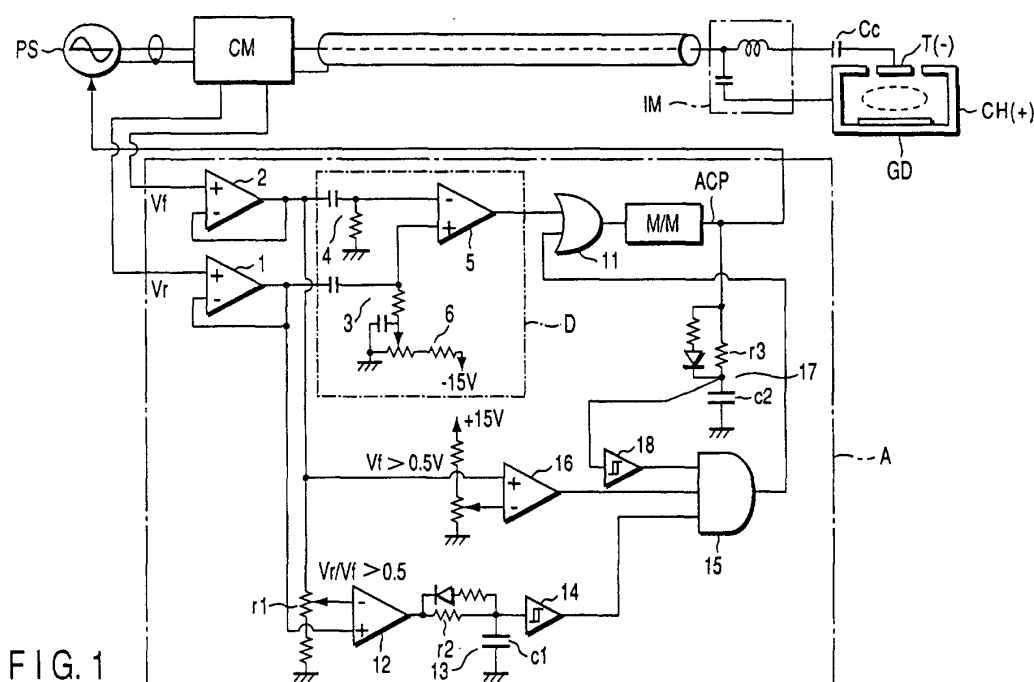 PS
CM
Cc
T(-)
IM
CH(+)
GD
ACP
2
Vf
4
5
11
M/M
1
Vr
3
6
D
-15V
r3
17
c2
+15V
18
A
Vf > 0.5V
16
15
Vr/Vf > 0.5
14
r1
12
r2
13
c1
FIG. 1